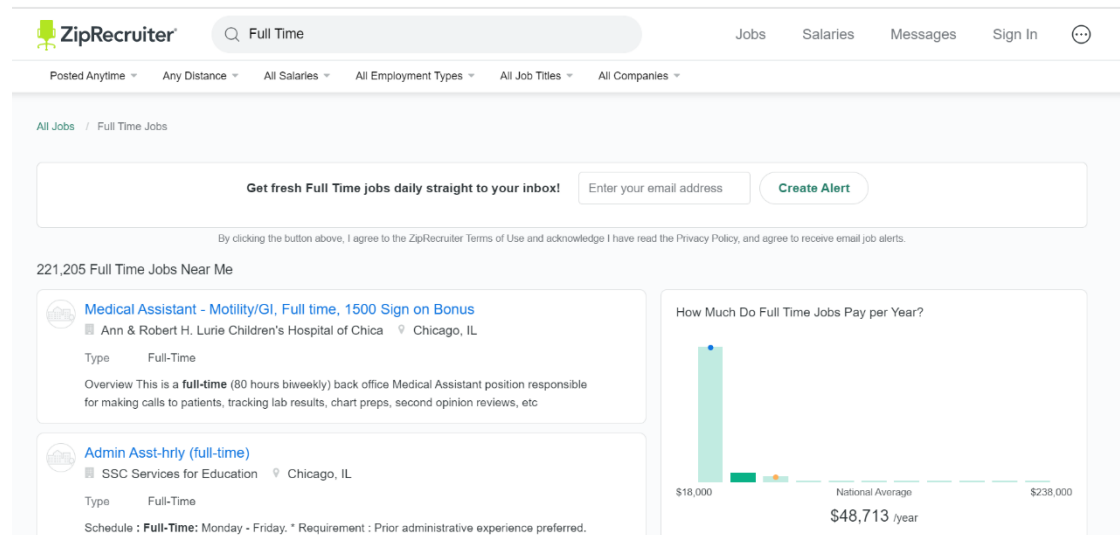 ZipRecruiter
Full Time
Jobs Salaries Messages Sign In
Posted Anytime Any Distance All Salaries All Employment Types All Job Titles All Companies
All Jobs / Full Time Jobs
Get fresh Full Time jobs daily straight to your inbox! Enter your email address Create Alert
By clicking the button above, I agree to the ZipRecruiter Terms of Use and acknowledge I have read the Privacy Policy, and agree to receive email job alerts.
221,205 Full Time Jobs Near Me
Medical Assistant - Motility/GI, Full time, 1500 Sign on Bonus
Ann & Robert H. Lurie Children's Hospital of Chica Chicago, IL
Type Full-Time
Overview This is a full-time (80 hours biweekly) back office Medical Assistant position responsible
for making calls to patients, tracking lab results, chart preps, second opinion reviews, etc
Admin Asst-hrly (full-time)
SSC Services for Education Chicago, IL
Type Full-Time
Schedule : Full-Time: Monday - Friday. * Requirement : Prior administrative experience preferred.
How Much Do Full Time Jobs Pay per Year?
$18,000 National Average $238,000
$48,713 /year